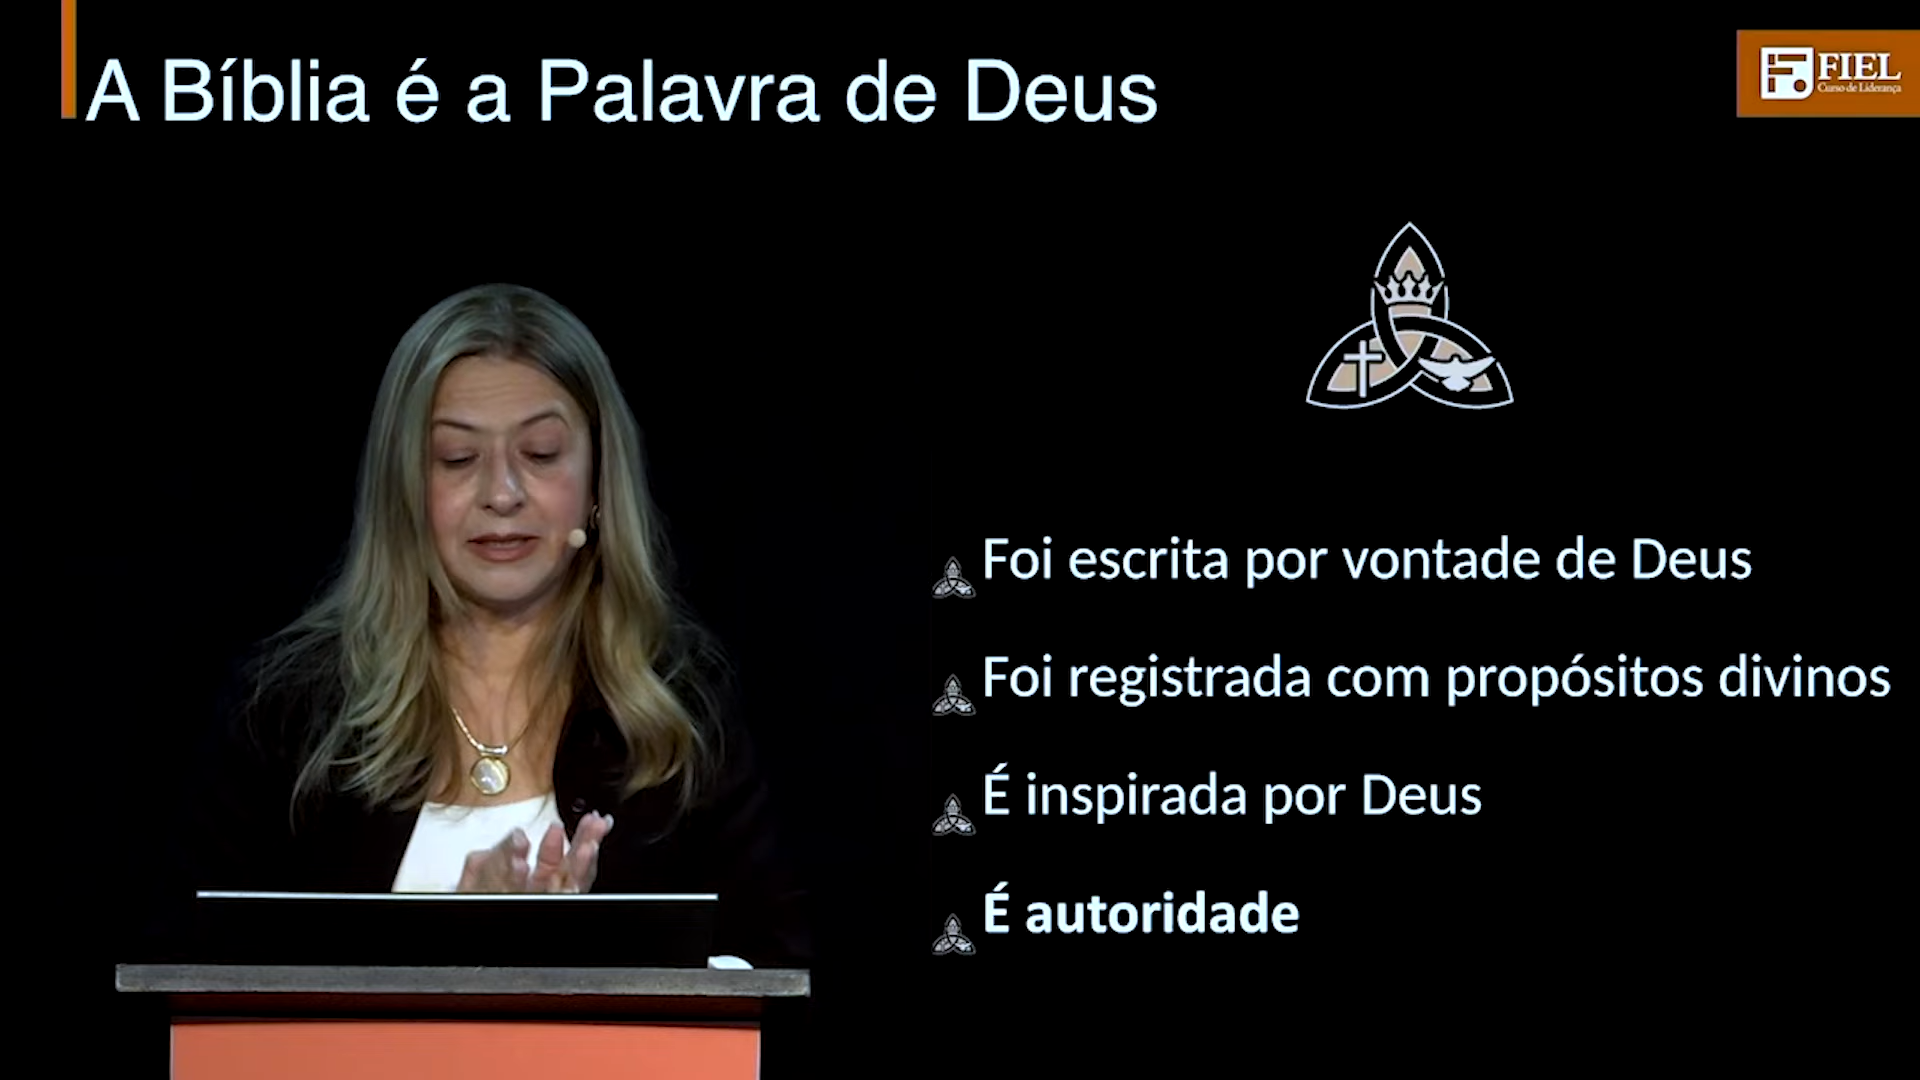 A Bíblia é a Palavra de Deus
FIEL
Curso de Liderança
Foi escrita por vontade de Deus
Foi registrada com propósitos divinos
É inspirada por Deus
É autoridade